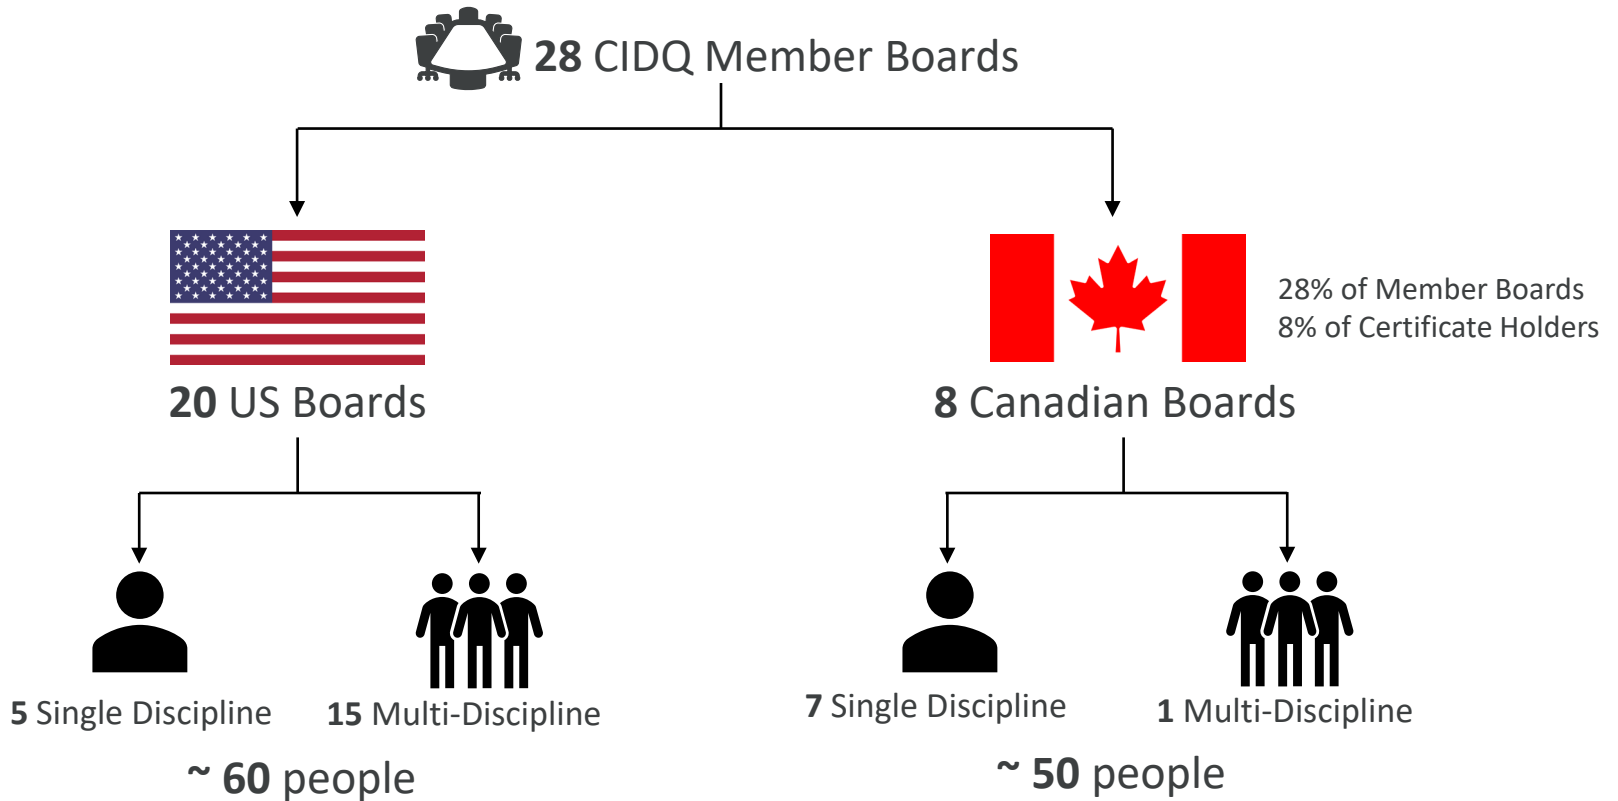 28 CIDQ Member Boards
28% of Member Boards
8% of Certificate Holders
20 US Boards
8 Canadian Boards
5 Single Discipline
15 Multi-Discipline
7 Single Discipline
1 Multi-Discipline
~ 60 people
~ 50 people